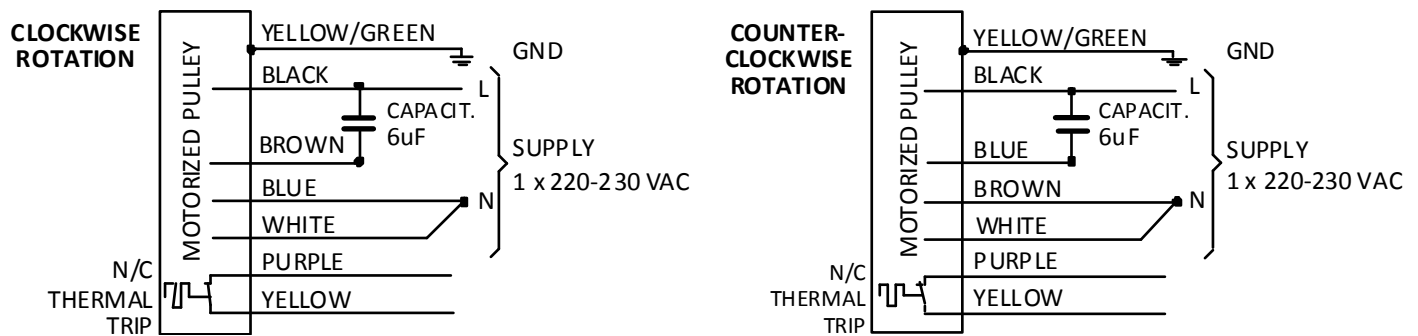 CLOCKWISE
ROTATION
MOTORIZED PULLEY
YELLOW/GREEN
GND
BLACK
L
CAPACIT.
6uF
BROWN
SUPPLY
1 x 220-230 VAC
BLUE
N
WHITE
N/C
THERMAL
TRIP
PURPLE
YELLOW
COUNTER-
CLOCKWISE
ROTATION
MOTORIZED PULLEY
YELLOW/GREEN
GND
BLACK
L
CAPACIT.
6uF
BLUE
SUPPLY
1 x 220-230 VAC
BROWN
N
WHITE
N/C
THERMAL
TRIP
PURPLE
YELLOW